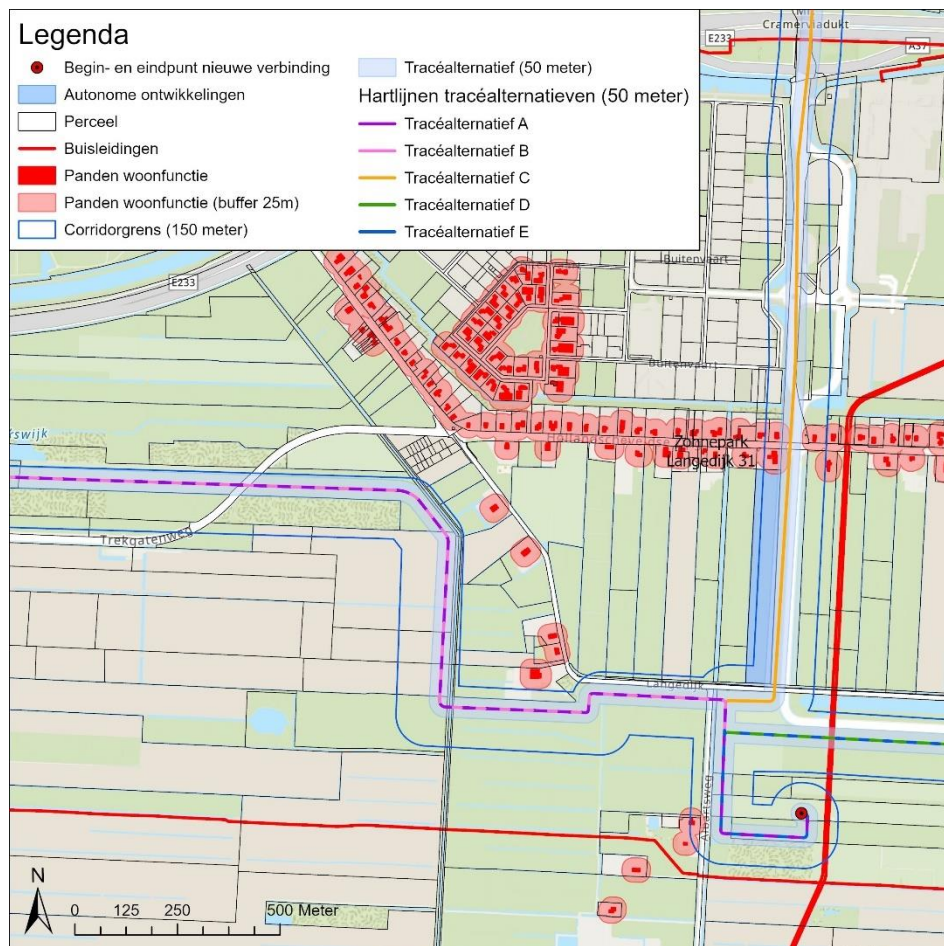 Legenda
Begin- en eindpunt nieuwe verbinding
Autonome ontwikkelingen
Perceel
Buisleidingen
Panden woonfunctie
Panden woonfunctie (buffer 25m)
Corridorgrens (150 meter)
Tracéalternatief (50 meter)
Hartlijnen tracéalternatieven (50 meter)
Tracéalternatief A
Tracéalternatief B
Tracéalternatief C
Tracéalternatief D
Tracéalternatief E
Cramerviadukt
E233
A37
E233
Buitenvaart
Buitenvaart
Hollandscheveldse
Zonnepark
Langedijk 31
Trekgatenweg
Langedijk
N
0 125 250 500 Meter